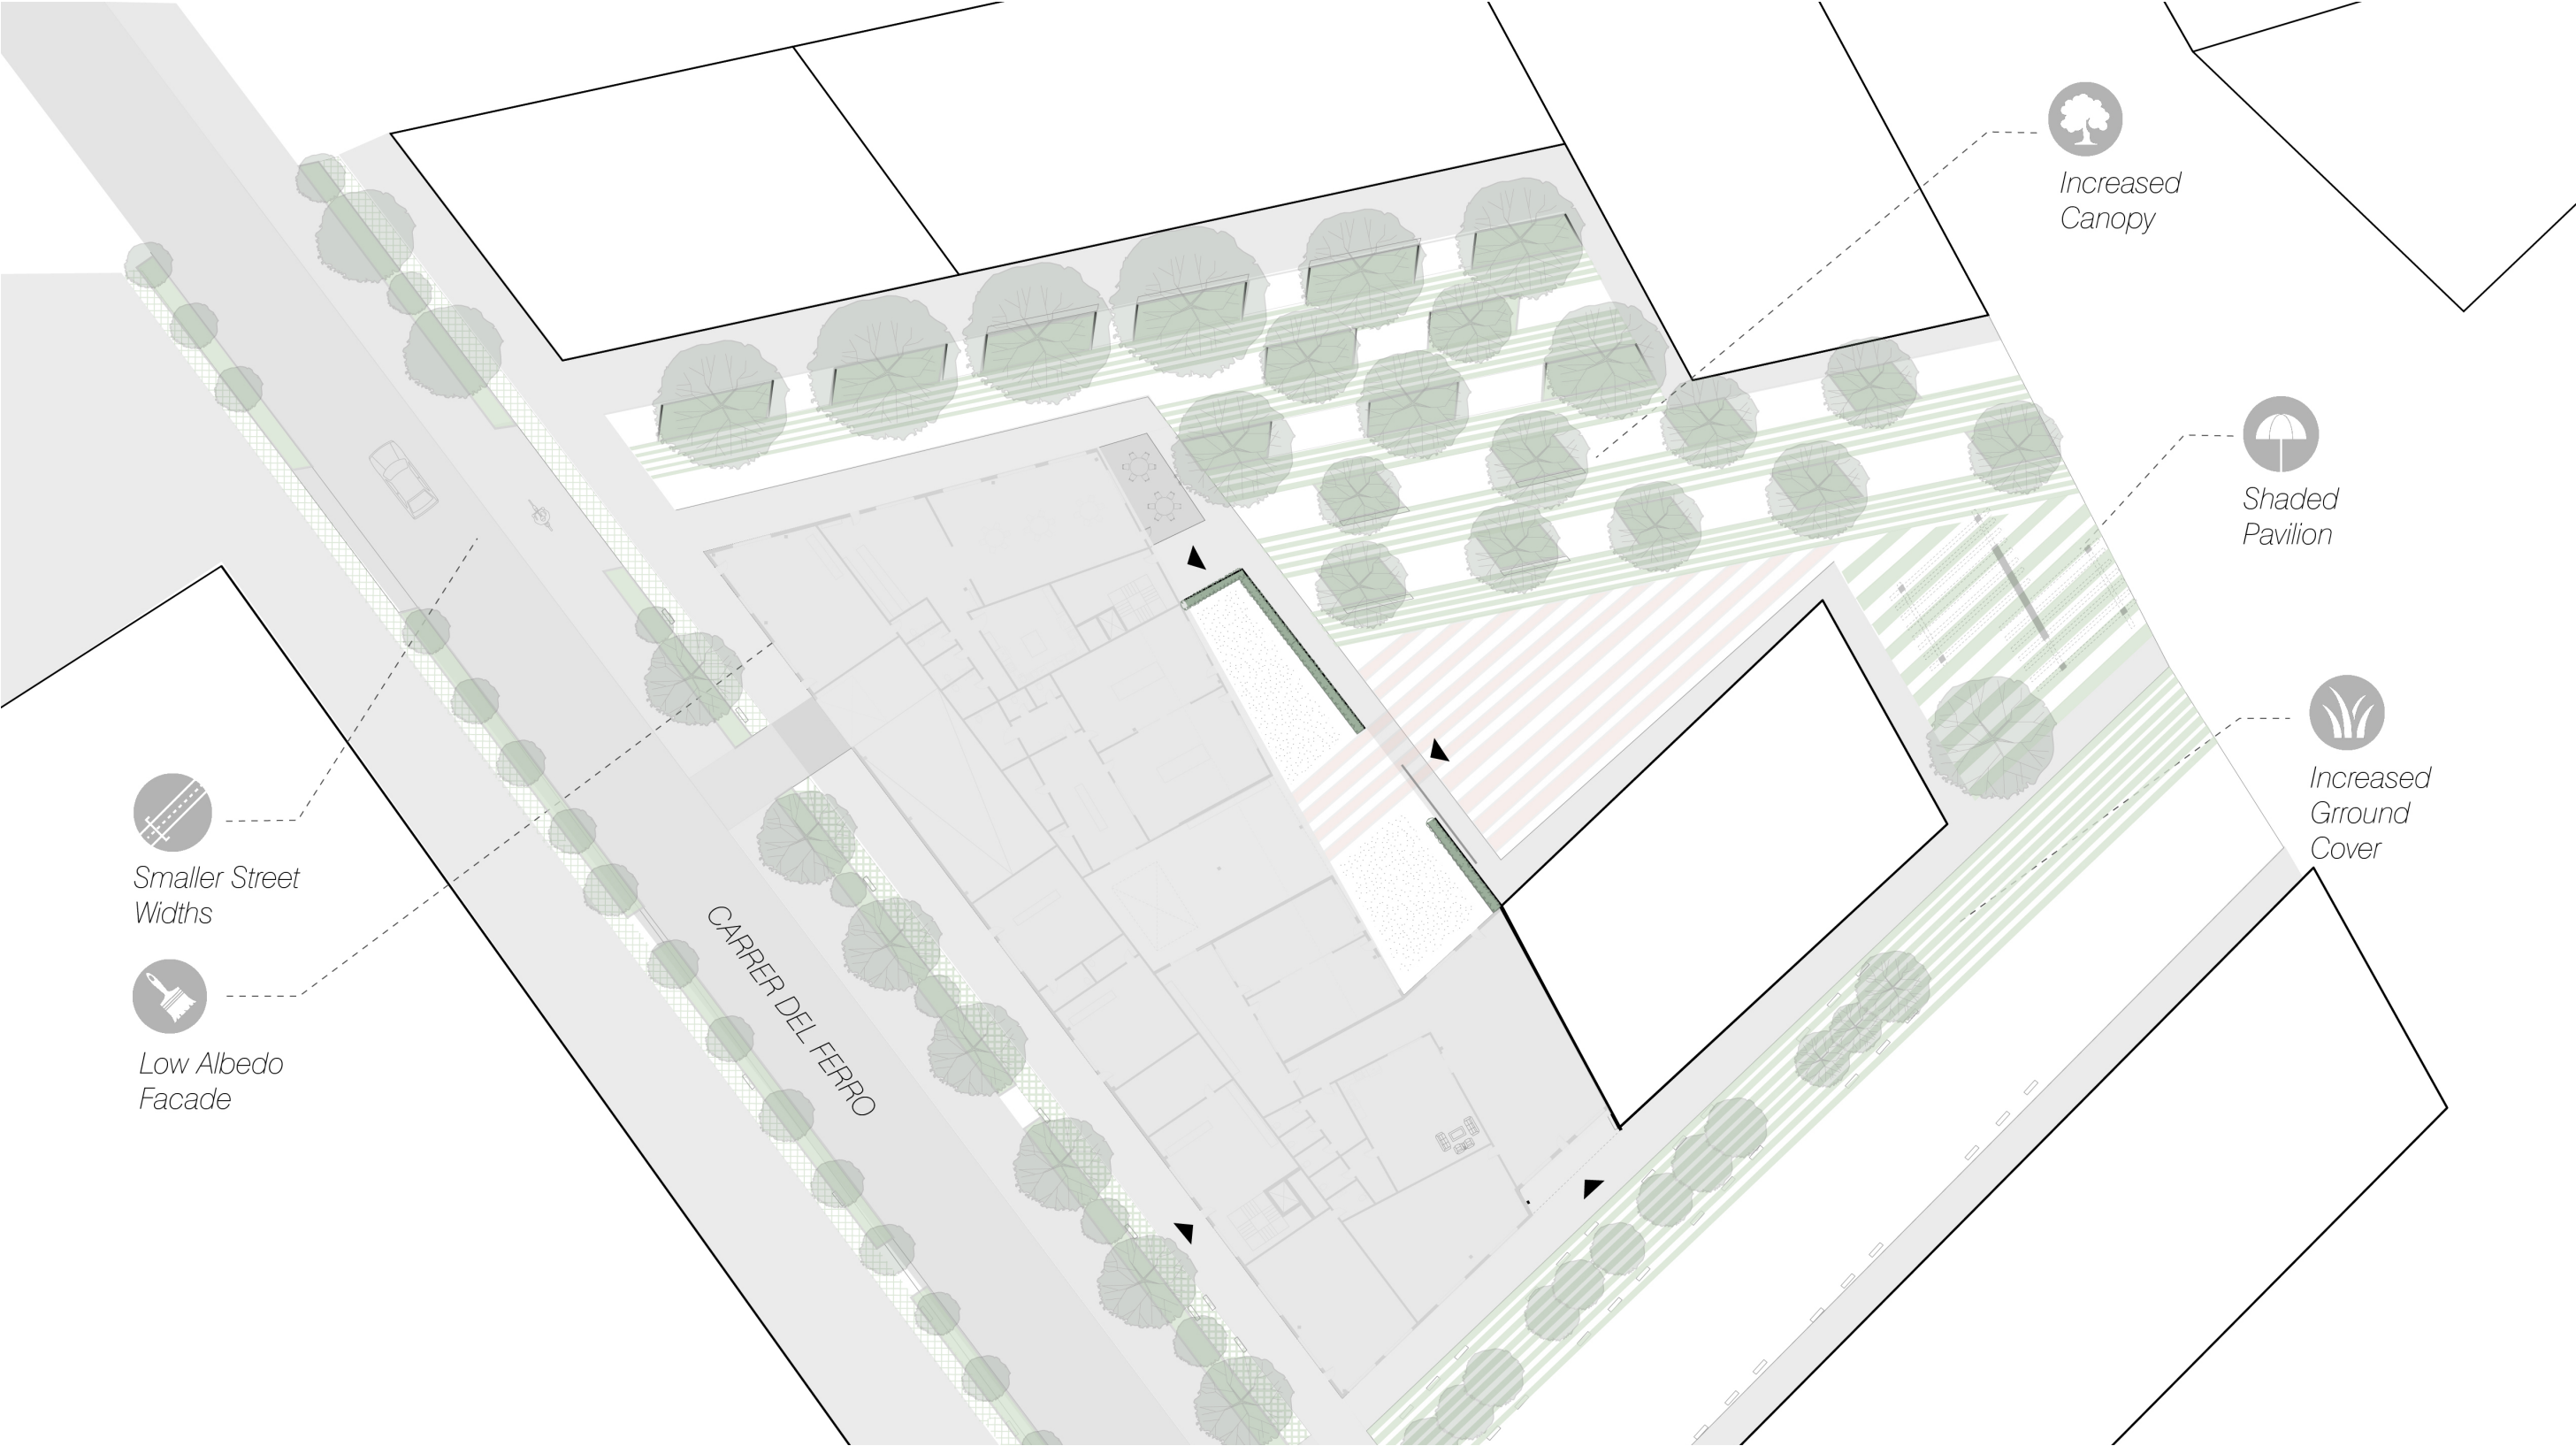 Increased
Canopy
Shaded
Pavilion
Increased
Grround
Cover
Smaller Street
Widths
Low Albedo
Facade
CARRER DEL FERRO